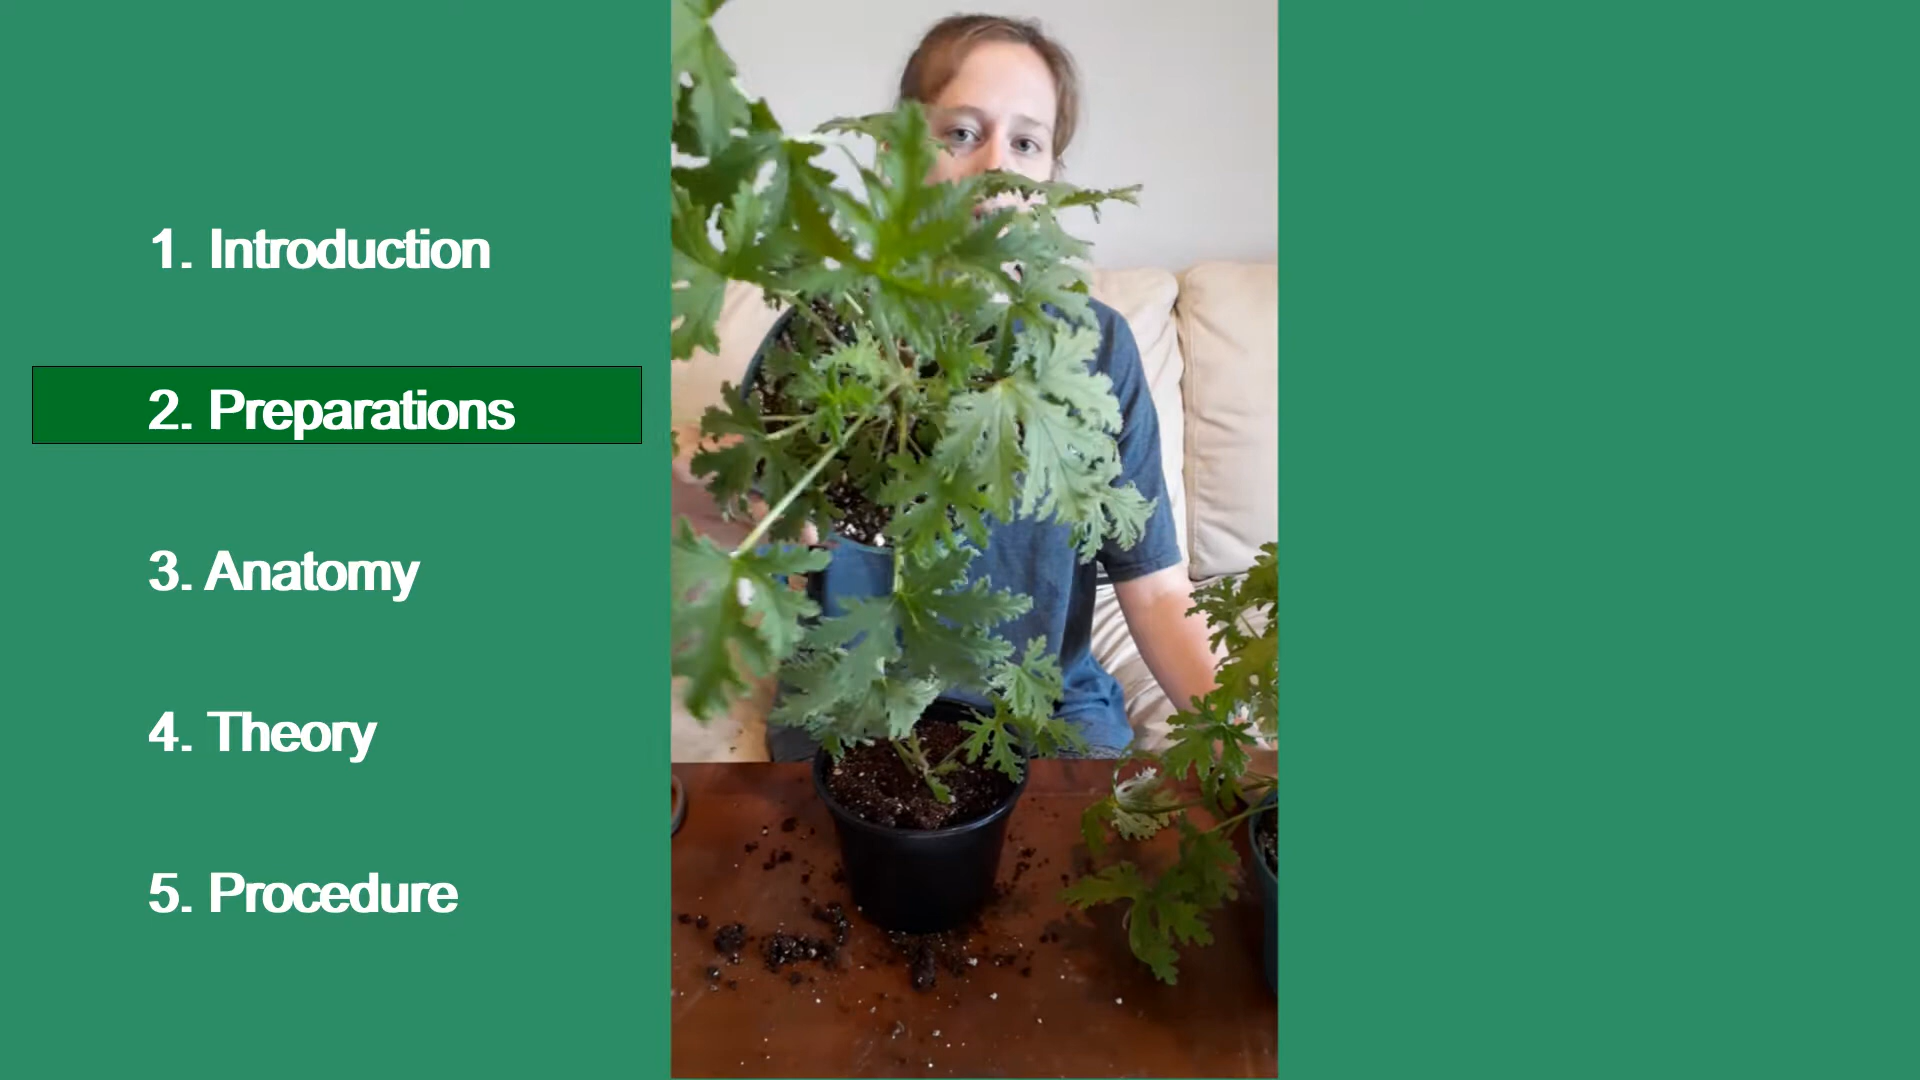 1. Introduction
2. Preparations
3. Anatomy
4. Theory
5. Procedure